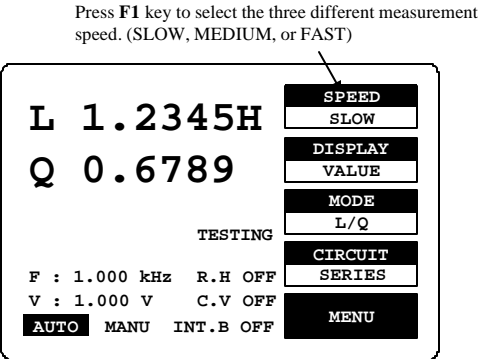 Press F1 key to select the three different measurement
speed. (SLOW, MEDIUM, or FAST)
L 1.2345H
Q 0.6789
TESTING
F : 1.000 kHz R.H OFF
V : 1.000 V C.V OFF
AUTO MANU INT.B OFF
SPEED
SLOW
DISPLAY
VALUE
MODE
L/Q
CIRCUIT
SERIES
MENU